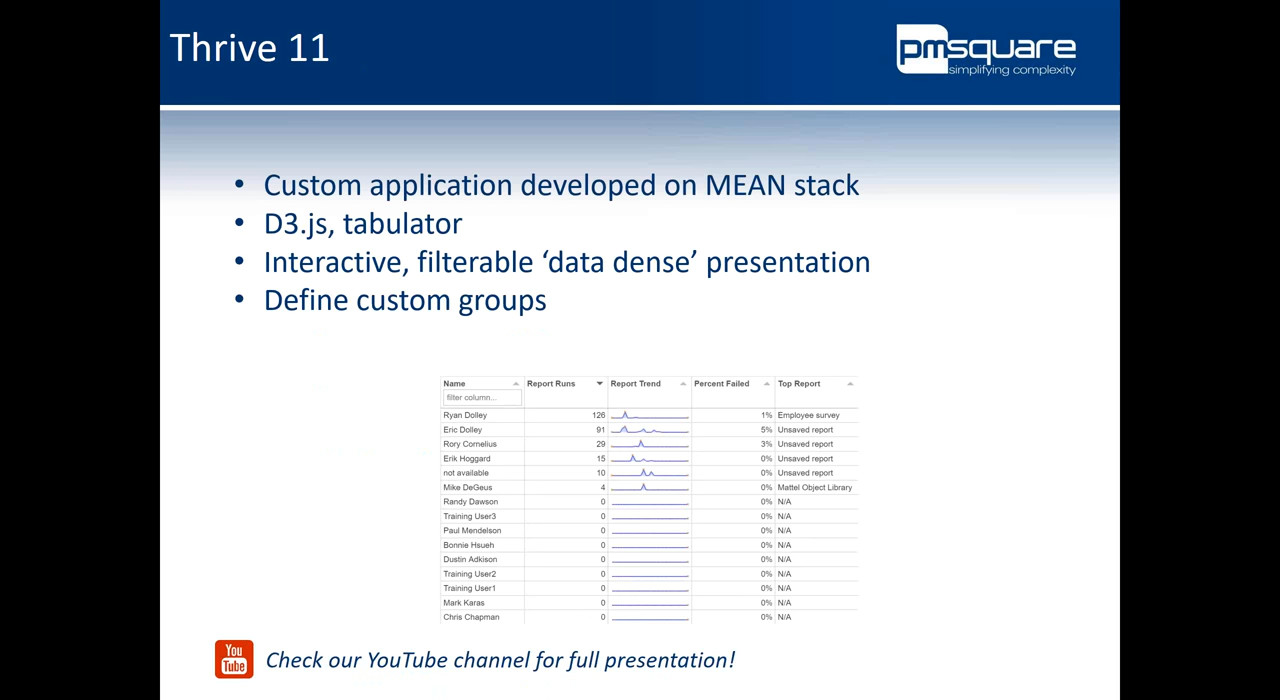 Thrive 11
pmsquare
simplifying complexity
• Custom application developed on MEAN stack
• D3.js, tabulator
• Interactive, filterable ‘data dense’ presentation
• Define custom groups
Name Report Runs Report Trend Percent Failed Top Report
filter column...
Ryan Dolley 126 1% Employee survey
Eric Dolley 91 5% Unsaved report
Rory Cornelius 29 3% Unsaved report
Erik Hoggard 15 0% Unsaved report
not available 10 0% Unsaved report
Mike DeGeus 4 0% Mattel Object Library
Randy Dawson 0 0% N/A
Training User3 0 0% N/A
Paul Mendelson 0 0% N/A
Bonnie Hsueh 0 0% N/A
Dustin Adkison 0 0% N/A
Training User2 0 0% N/A
Training User1 0 0% N/A
Mark Karas 0 0% N/A
Chris Chapman 0 0% N/A
You
Tube
Check our YouTube channel for full presentation!